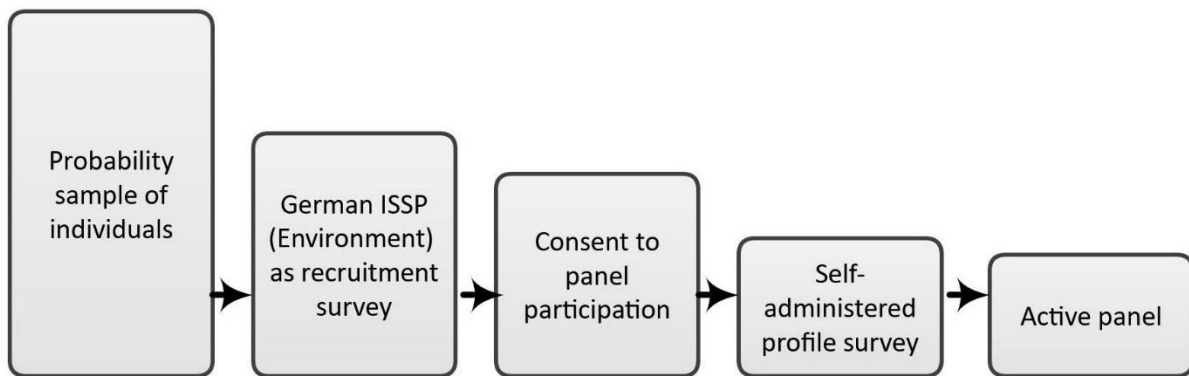 Probability
sample of
individuals
German ISSP
(Environment)
as recruitment
survey
Consent to
panel
participation
Self-
administered
profile survey
Active panel